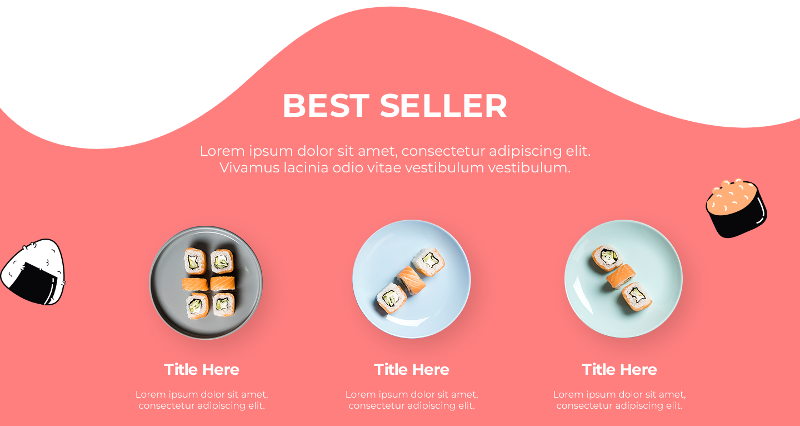 BEST SELLER
Lorem ipsum dolor sit amet, consectetur adipiscing elit.
Vivamus lacinia odio vitae vestibulum vestibulum.
Title Here
Lorem ipsum dolor sit amet,
consectetur adipiscing elit.
Title Here
Lorem ipsum dolor sit amet,
consectetur adipiscing elit.
Title Here
Lorem ipsum dolor sit amet,
consectetur adipiscing elit.